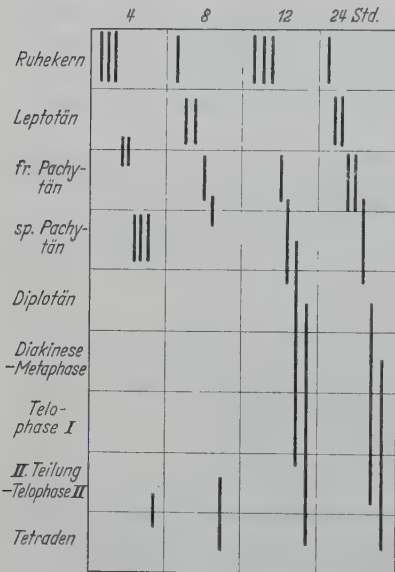 4 8 12 24 Std.
Ruhekern
Leptotän
fr. Pachy-
tän
sp. Pachy-
tän
Diplotän
Diakinese
-Metaphase
Telo-
phase I
II. Teilung
-Telophase II
Tetraden